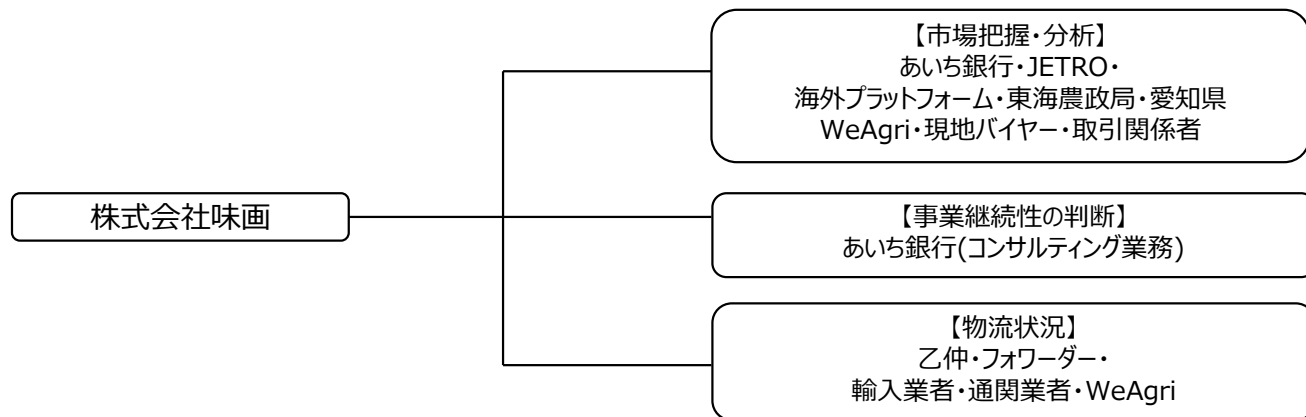 株式会社味画
【市場把握・分析】
あいち銀行・JETRO・
海外プラットフォーム・東海農政局・愛知県
WeAgri・現地バイヤー・取引関係者
【事業継続性の判断】
あいち銀行(コンサルティング業務)
【物流状況】
乙仲・フォワーダー・
輸入業者・通関業者・WeAgri